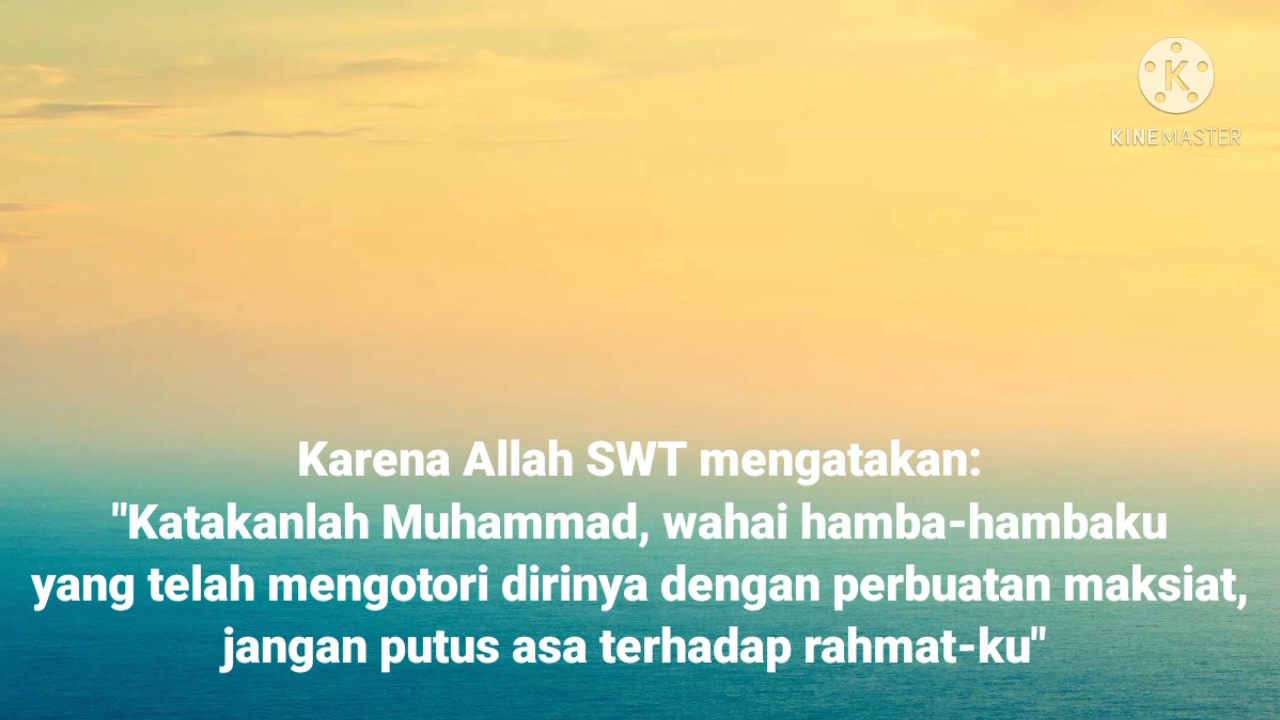 KINEMASTER
Karena Allah SWT mengatakan:
"Katakanlah Muhammad, wahai hamba-hambaku
yang telah mengotori dirinya dengan perbuatan maksiat,
jangan putus asa terhadap rahmat-ku"